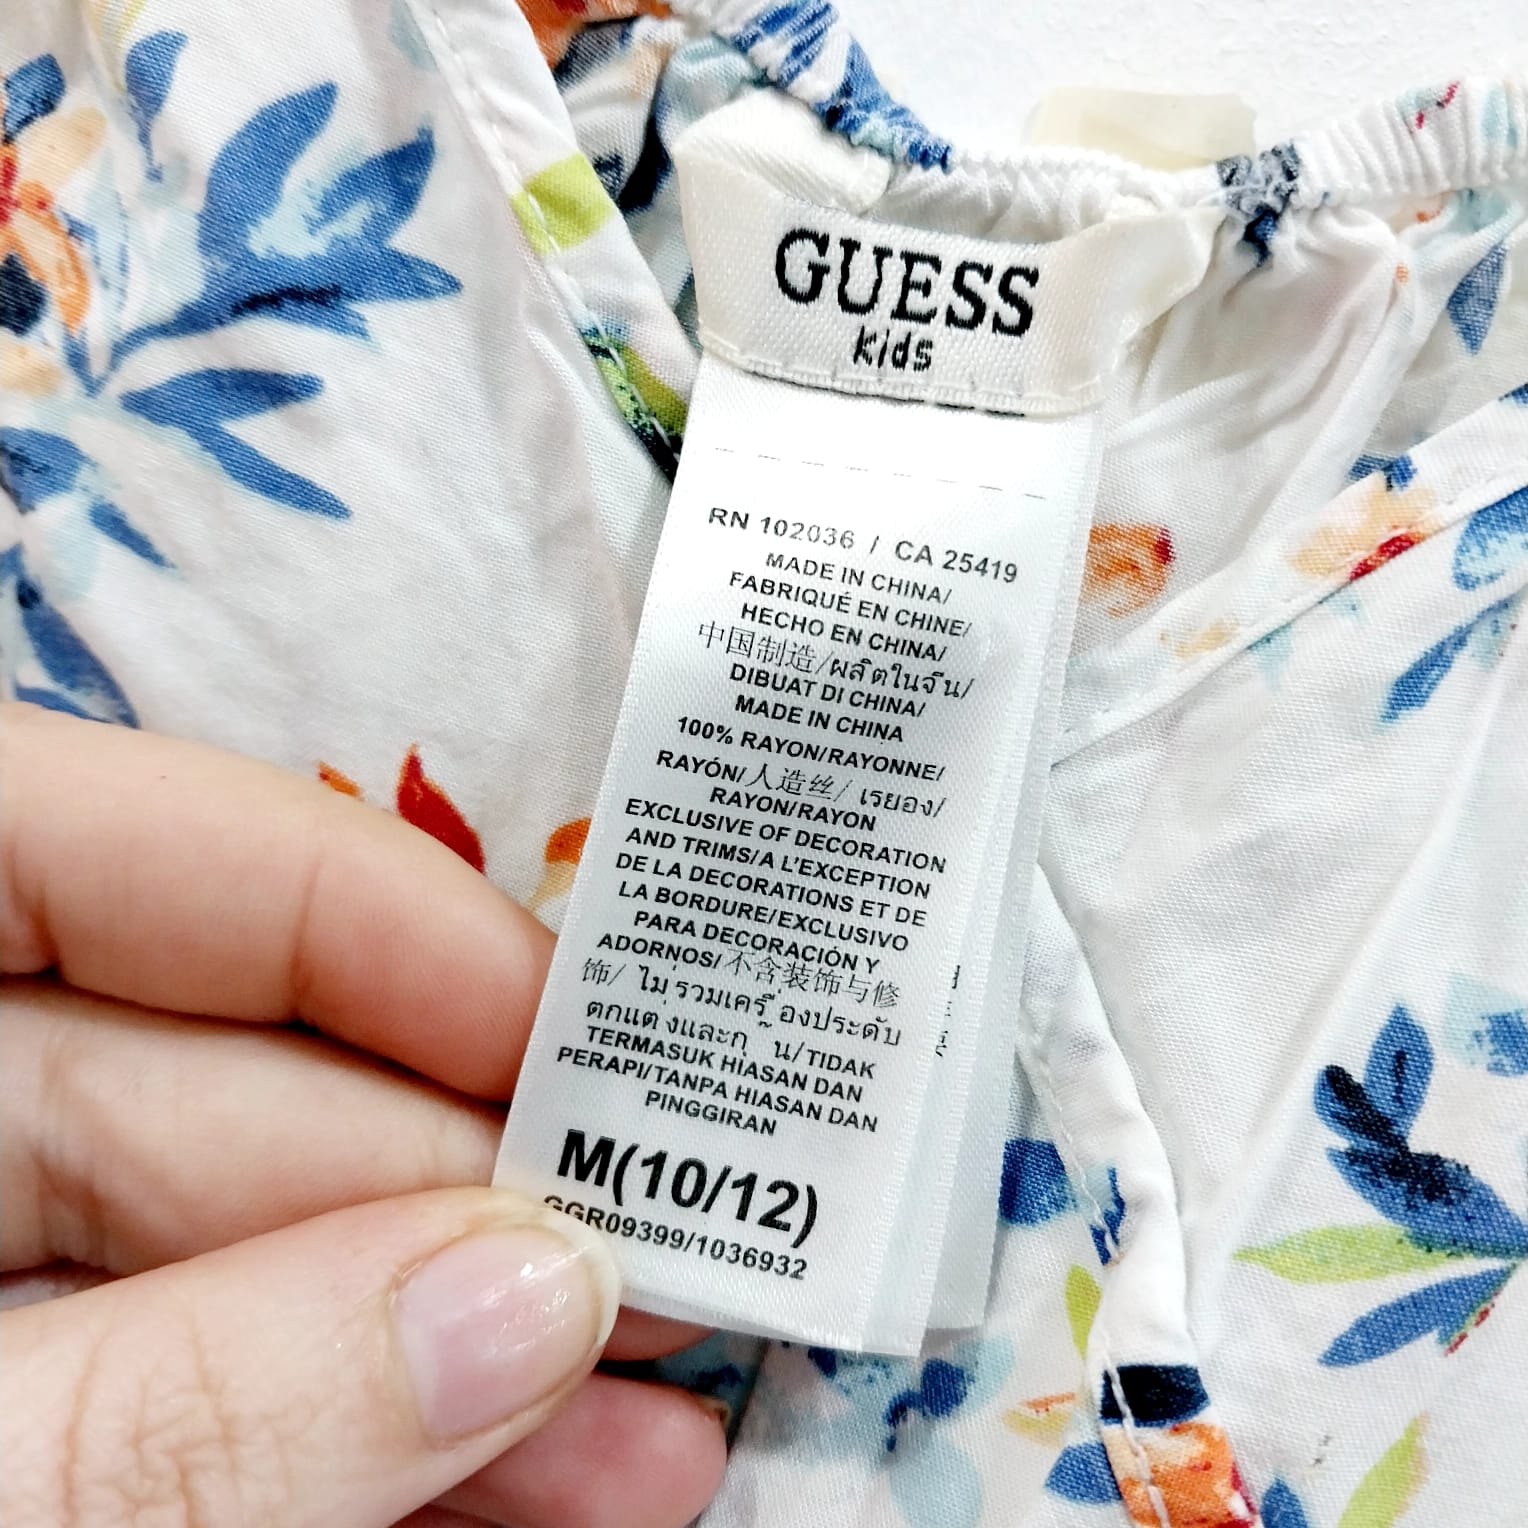 GUESS
kids
RN 102036 / CA 25419
MADE IN CHINA/
FABRIQUÉ EN CHINE/
HECHO EN CHINA/
中国制造/ผลิตในจีน/
DIBUAT DI CHINA/
MADE IN CHINA
100% RAYON/RAYONNE/
RAYÓN/人造丝/ เรยอง/
RAYON/RAYON
EXCLUSIVE OF DECORATION
AND TRIMS/A L'EXCEPTION
DE LA DECORATIONS ET DE
LA BORDURE/EXCLUSIVO
PARA DECORACIÓN Y
ADORNOS/不含装饰与修
饰/ ไม่รวมเครื่องประดับ
ตกแต่งและกุ๊น/TIDAK
TERMASUK HIASAN DAN
PERAPI/TANPA HIASAN DAN
PINGGIRAN
M(10/12)
GGR09399/1036932